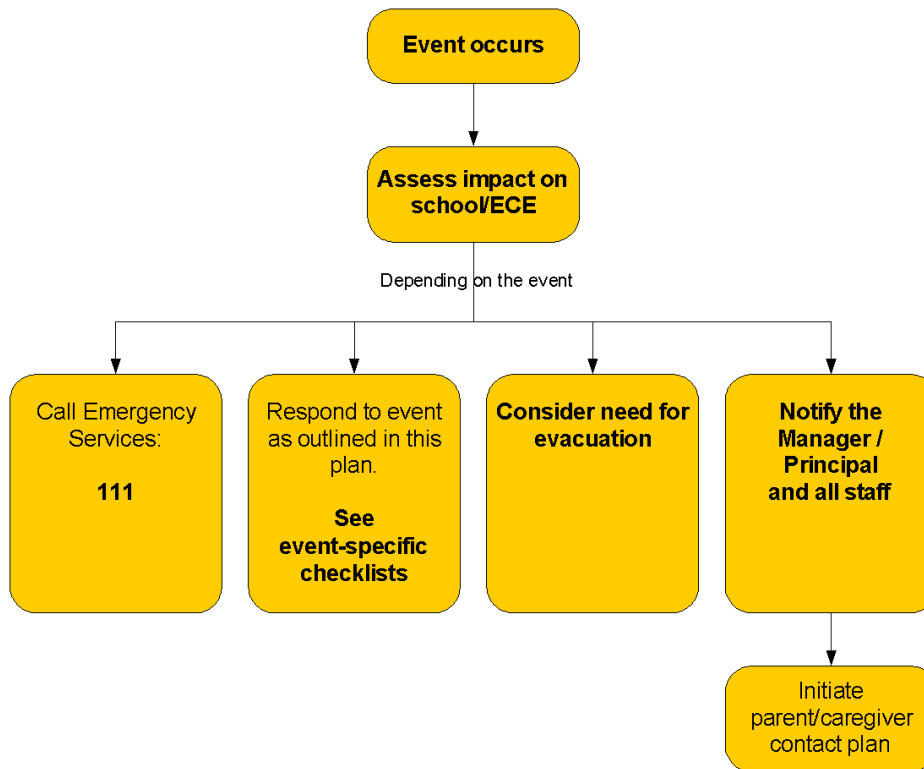 Event occurs
Assess impact on
school/ECE
Depending on the event
Call Emergency
Services:
111
Respond to event
as outlined in this
plan.
See
event-specific
checklists
Consider need for
evacuation
Notify the
Manager /
Principal
and all staff
Initiate
parent/caregiver
contact plan